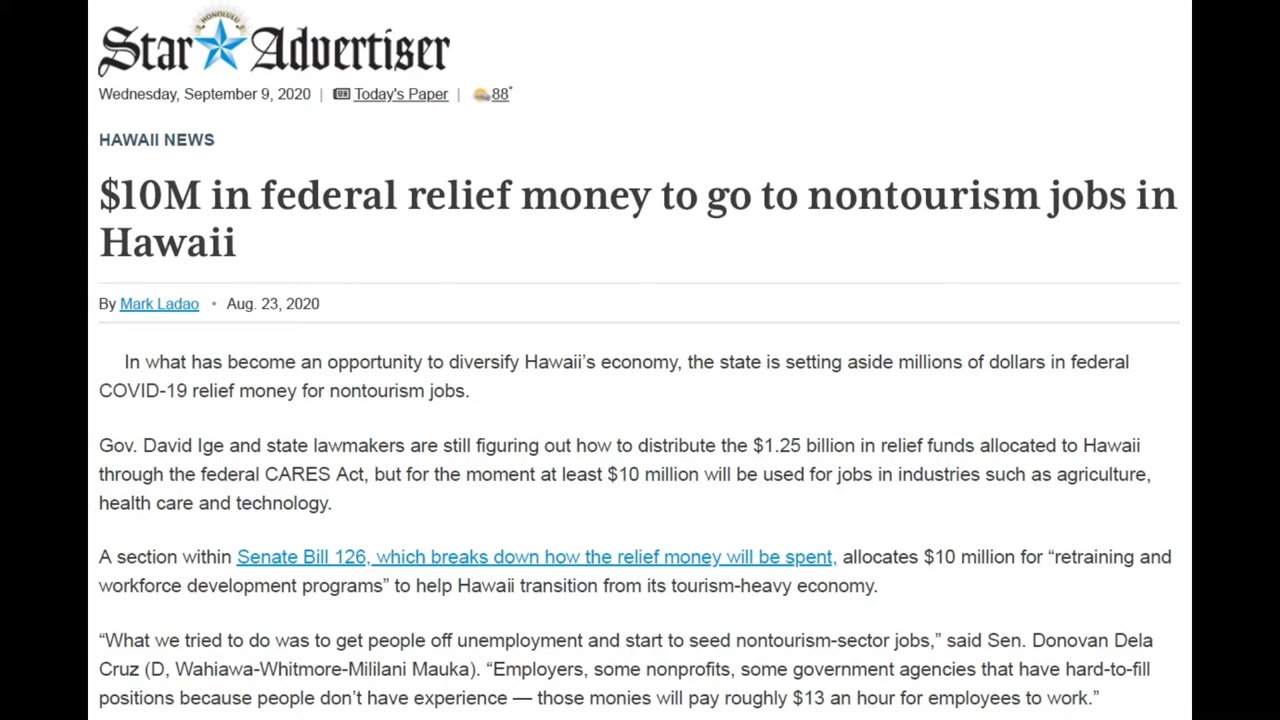 HONOLULU
Star Advertiser
Wednesday, September 9, 2020 | Today's Paper | 88°
HAWAII NEWS
$10M in federal relief money to go to nontourism jobs in
Hawaii
By Mark Ladao • Aug. 23, 2020
In what has become an opportunity to diversify Hawaii’s economy, the state is setting aside millions of dollars in federal
COVID-19 relief money for nontourism jobs.
Gov. David Ige and state lawmakers are still figuring out how to distribute the $1.25 billion in relief funds allocated to Hawaii
through the federal CARES Act, but for the moment at least $10 million will be used for jobs in industries such as agriculture,
health care and technology.
A section within Senate Bill 126, which breaks down how the relief money will be spent, allocates $10 million for “retraining and
workforce development programs” to help Hawaii transition from its tourism-heavy economy.
“What we tried to do was to get people off unemployment and start to seed nontourism-sector jobs,” said Sen. Donovan Dela
Cruz (D, Wahiawa-Whitmore-Mililani Mauka). “Employers, some nonprofits, some government agencies that have hard-to-fill
positions because people don’t have experience — those monies will pay roughly $13 an hour for employees to work.”